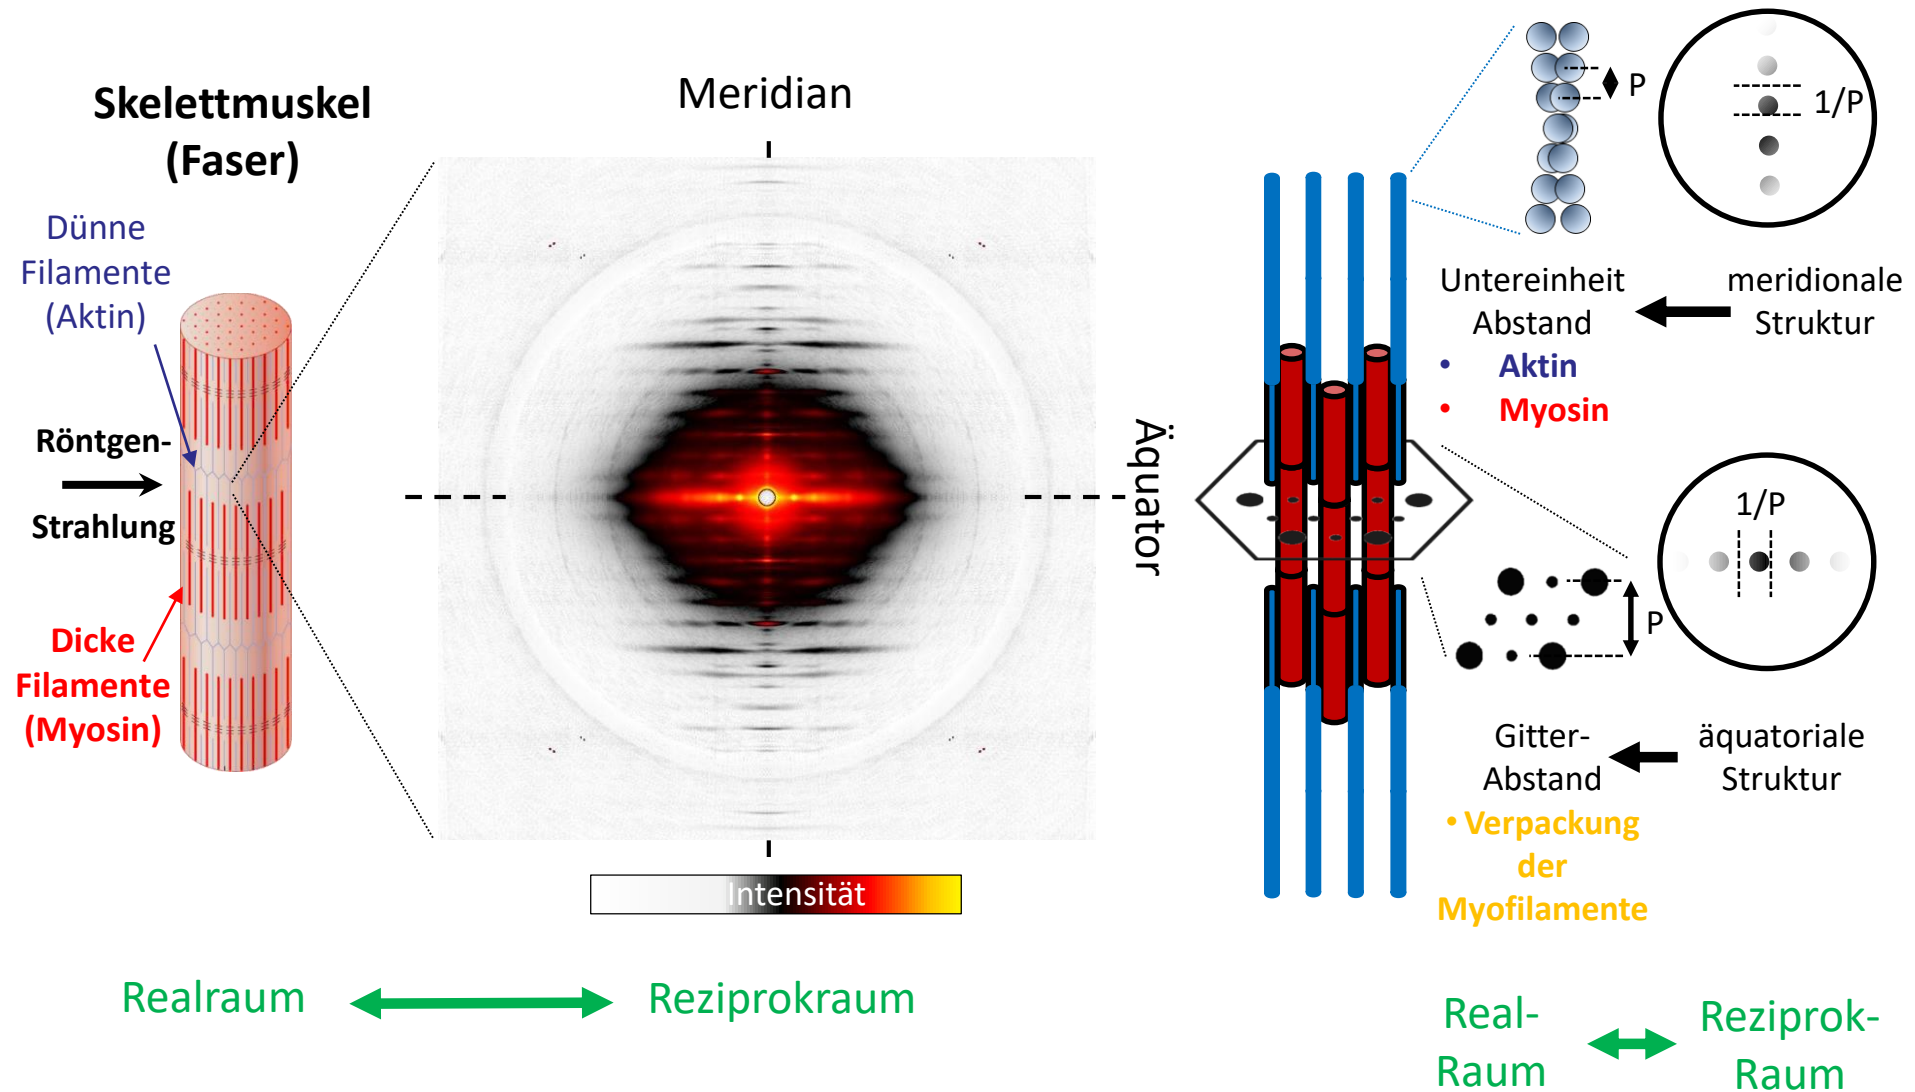 Skelettmuskel
(Faser)
Dünne
Filamente
(Aktin)
Röntgen-
Strahlung
Dicke
Filamente
(Myosin)
Meridian
Äquator
Intensität
Realraum
Reziprokraum
P
1/P
Untereinheit
Abstand
• Aktin
• Myosin
meridionale
Struktur
1/P
P
Gitter-
Abstand
• Verpackung
der
Myofilamente
äquatoriale
Struktur
Real-
Raum
Reziprok-
Raum